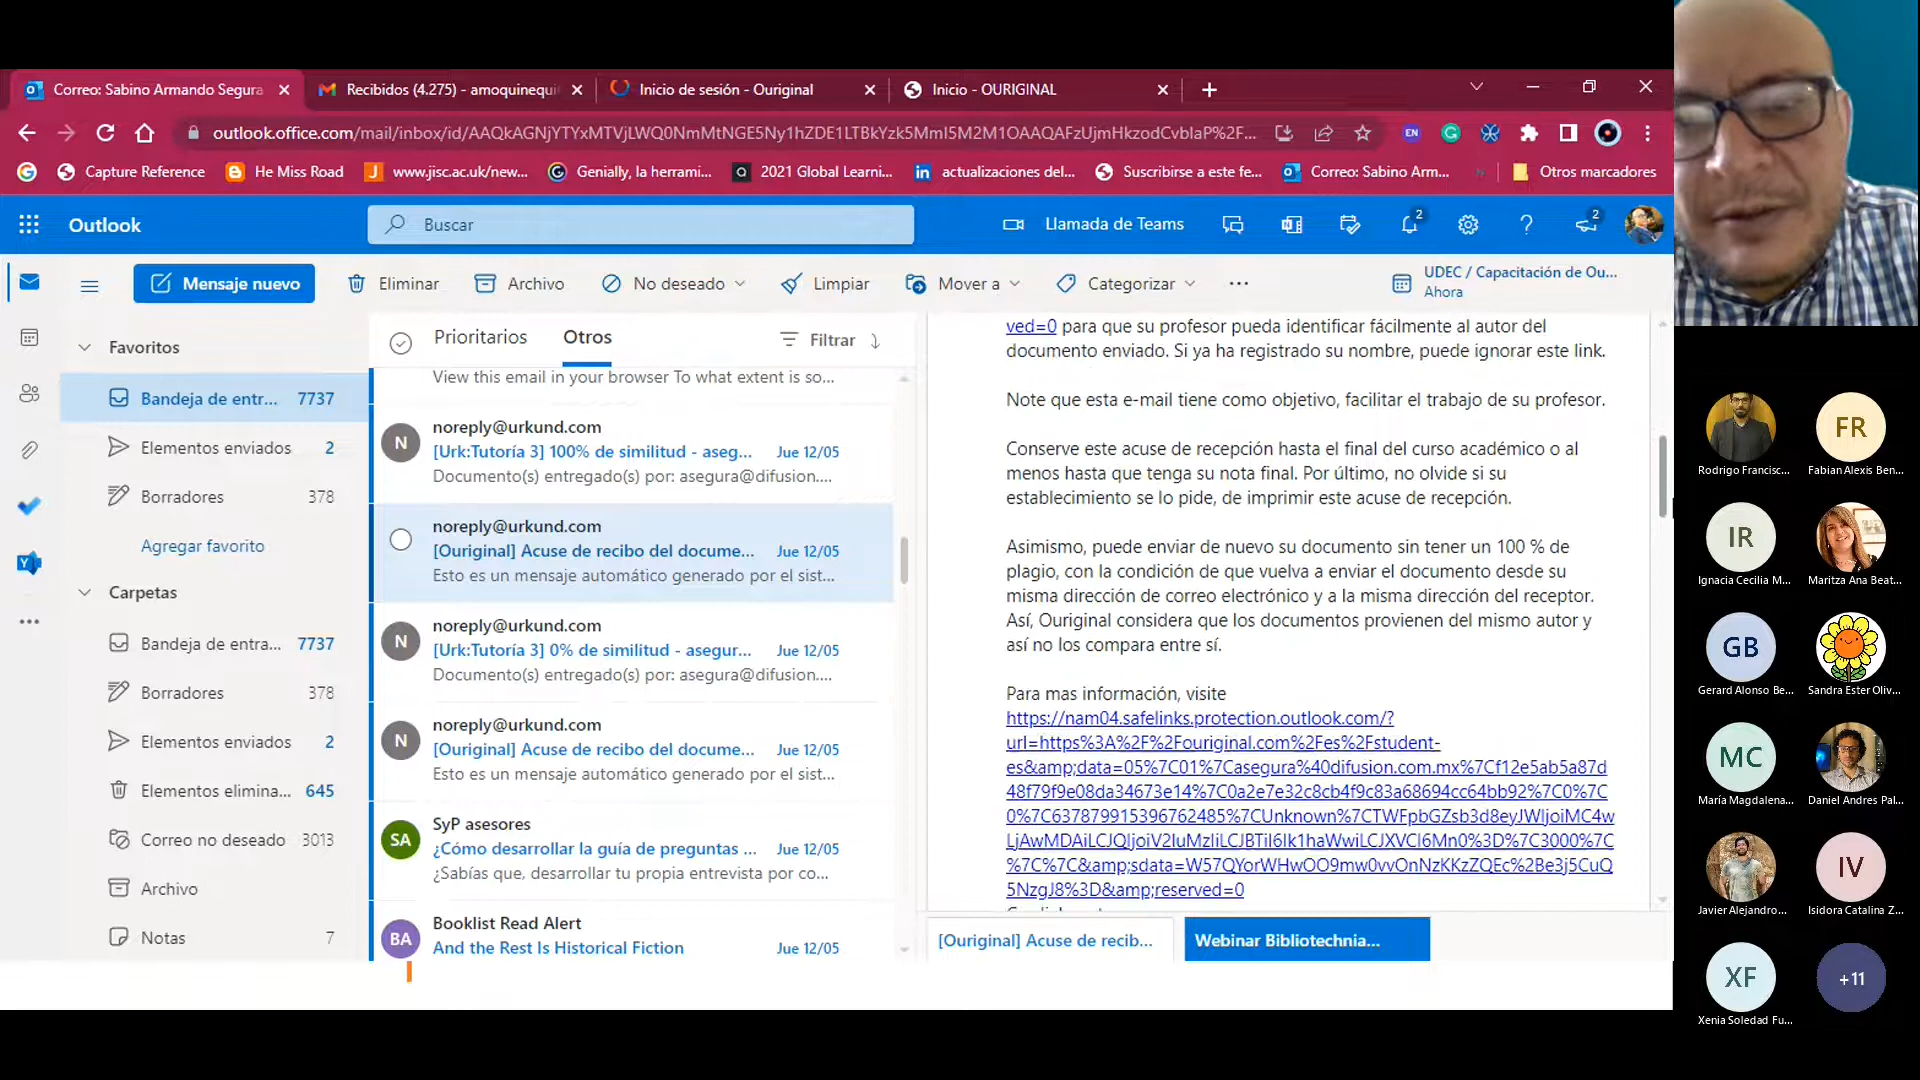 Correo: Sabino Armando Segura
Recibidos (4.275) - amoquinequi
Inicio de sesión - Ouriginal
Inicio - OURIGINAL
outlook.office.com/mail/inbox/id/
Capture Reference
He Miss Road
www.jisc.ac.uk/new...
Genially, la herrami...
2021 Global Learni...
actualizaciones del...
Suscribirse a este fe...
Correo: Sabino Arm...
Otros marcadores
Outlook
Buscar
Llamada de Teams
2
2
Mensaje nuevo
Eliminar
Archivo
No deseado
Limpiar
Mover a
Categorizar
UDEC / Capacitación de Ou...
Ahora
Favoritos
Bandeja de entr... 7737
Elementos enviados 2
Borradores 378
Agregar favorito
Carpetas
Bandeja de entra... 7737
Borradores 378
Elementos enviados 2
Elementos elimina... 645
Correo no deseado 3013
Archivo
Notas 7
Prioritarios
Otros
Filtrar
View this email in your browser To what extent is so...
N
noreply@urkund.com
[Urk:Tutoría 3] 100% de similitud - aseg... Jue 12/05
Documento(s) entregado(s) por: asegura@difusion....
noreply@urkund.com
[Ouriginal] Acuse de recibo del docume... Jue 12/05
Esto es un mensaje automático generado por el sist...
N
noreply@urkund.com
[Urk:Tutoría 3] 0% de similitud - asegur... Jue 12/05
Documento(s) entregado(s) por: asegura@difusion....
N
noreply@urkund.com
[Ouriginal] Acuse de recibo del docume... Jue 12/05
Esto es un mensaje automático generado por el sist...
SA
SyP asesores
¿Cómo desarrollar la guía de preguntas ... Jue 12/05
¿Sabías que, desarrollar tu propia entrevista por co...
BA
Booklist Read Alert
And the Rest Is Historical Fiction Jue 12/05
ved=0 para que su profesor pueda identificar fácilmente al autor del
documento enviado. Si ya ha registrado su nombre, puede ignorar este link.
Note que esta e-mail tiene como objetivo, facilitar el trabajo de su profesor.
Conserve este acuse de recepción hasta el final del curso académico o al
menos hasta que tenga su nota final. Por último, no olvide si su
establecimiento se lo pide, de imprimir este acuse de recepción.
Asimismo, puede enviar de nuevo su documento sin tener un 100 % de
plagio, con la condición de que vuelva a enviar el documento desde su
misma dirección de correo electrónico y a la misma dirección del receptor.
Así, Ouriginal considera que los documentos provienen del mismo autor y
así no los compara entre sí.
Para mas información, visite
https://nam04.safelinks.protection.outlook.com/?
url=https%3A%2F%2Fouriginal.com%2Fes%2Fstudent-
es&amp;data=05%7C01%7Casegura%40difusion.com.mx%7Cf12e5ab5a87d
48f79f9e08da34673e14%7C0a2e7e32c8cb4f9c83a68694cc64bb92%7C0%7C
[Ouriginal] Acuse de recib...
Webinar Bibliotechnia...
Rodrigo Francisc...
FR
Fabian Alexis Ben...
IR
Ignacia Cecilia M...
Maritza Ana Beat...
GB
Gerard Alonso Be...
Sandra Ester Oliv...
MC
María Magdalena...
Daniel Andres Pal...
Javier Alejandro...
IV
Isidora Catalina Z...
XF
Xenia Soledad Fu...
+11